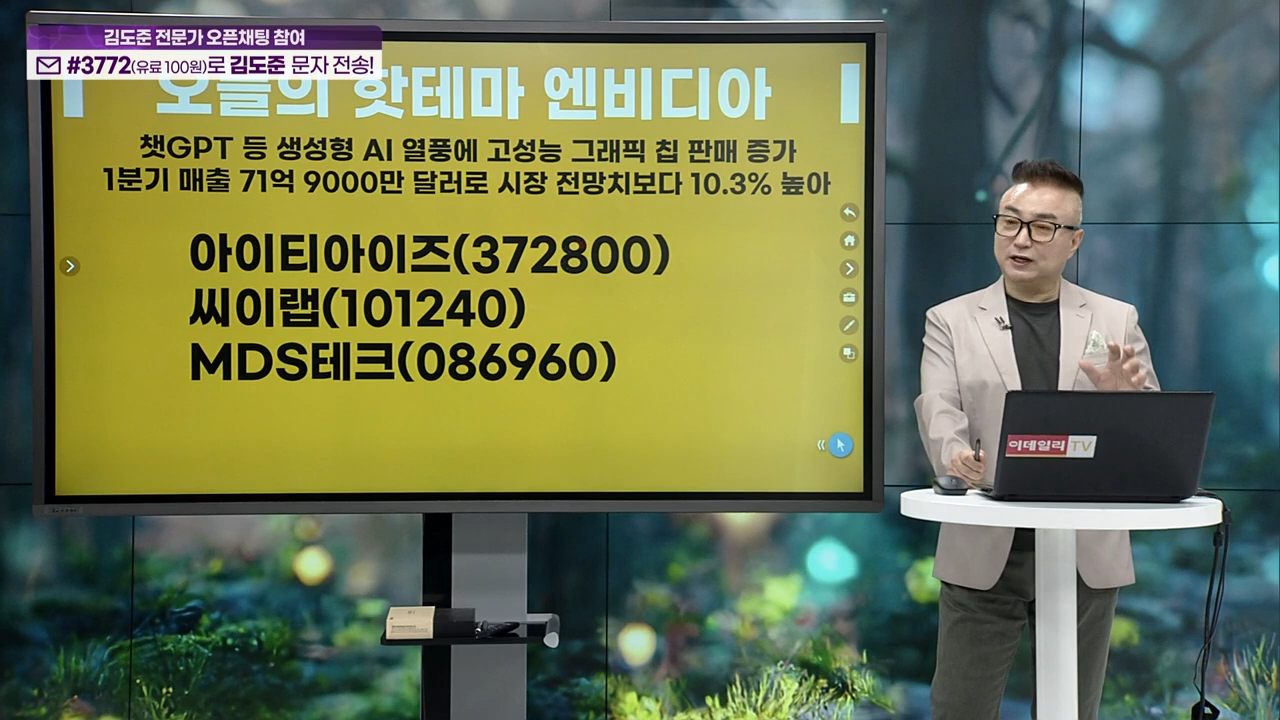 김도준 전문가 오픈채팅 참여
#3772(유료 100원)로 김도준 문자 전송!
오늘의 핫테마 엔비디아
챗GPT 등 생성형 AI 열풍에 고성능 그래픽 칩 판매 증가
1분기 매출 71억 9000만 달러로 시장 전망치보다 10.3% 높아
아이티아이즈(372800)
씨이랩(101240)
MDS테크(086960)
이데일리 TV